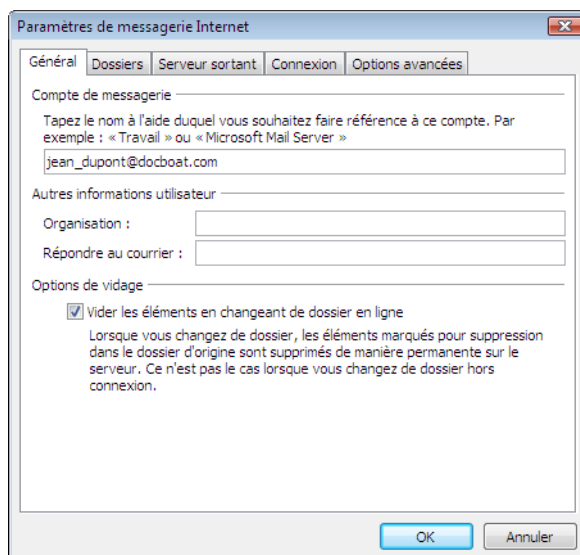 Paramètres de messagerie Internet
Général
Dossiers
Serveur sortant
Connexion
Options avancées
Compte de messagerie
Tapez le nom à l'aide duquel vous souhaitez faire référence à ce compte. Par
exemple : « Travail » ou « Microsoft Mail Server »
jean_dupont@docboat.com
Autres informations utilisateur
Organisation :
Répondre au courrier :
Options de vidage
Vider les éléments en changeant de dossier en ligne
Lorsque vous changez de dossier, les éléments marqués pour suppression
dans le dossier d'origine sont supprimés de manière permanente sur le
serveur. Ce n'est pas le cas lorsque vous changez de dossier hors
connexion.
OK
Annuler